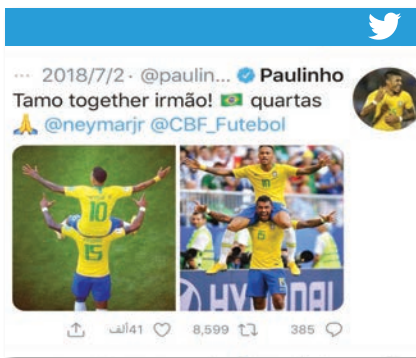 ... 2018/7/2 · @paulin... Paulinho
Tamo together irmão! 🇧🇷 quartas
🙏 @neymarjr @CBF_Futebol
10
15
10
15
HYUNDAI
41ألف 8,599 385